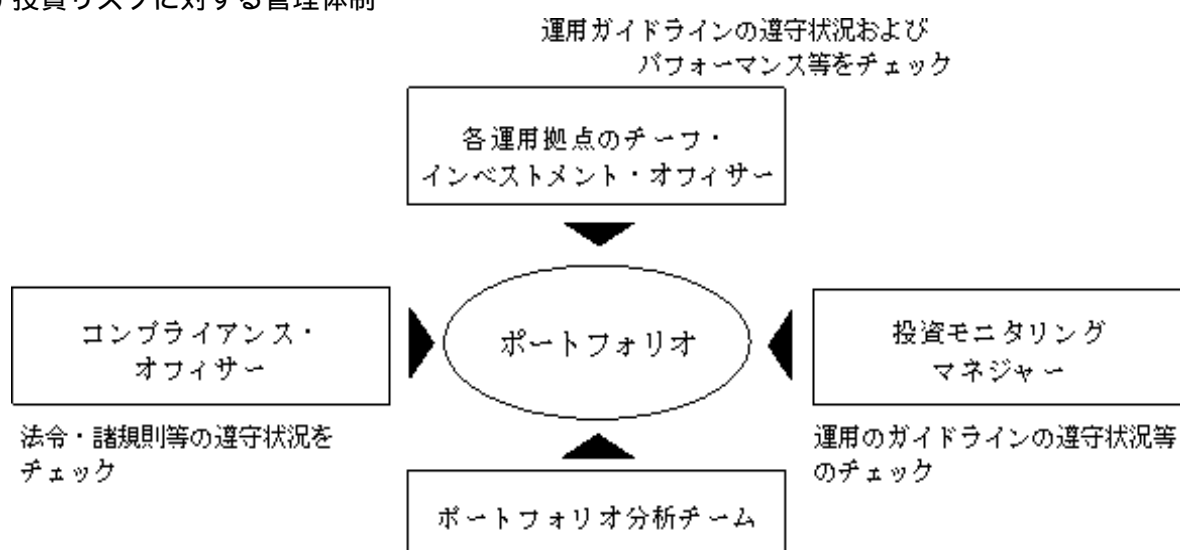 投資リスクに対する管理体制
運用ガイドラインの遵守状況および
パフォーマンス等をチェック
各運用拠点のチーフ・
インベストメント・オフィサー
コンプライアンス・
オフィサー
ポートフォリオ
投資モニタリング
マネジャー
法令・諸規則等の遵守状況を
チェック
運用のガイドラインの遵守状況等
のチェック
ポートフォリオ分析チーム